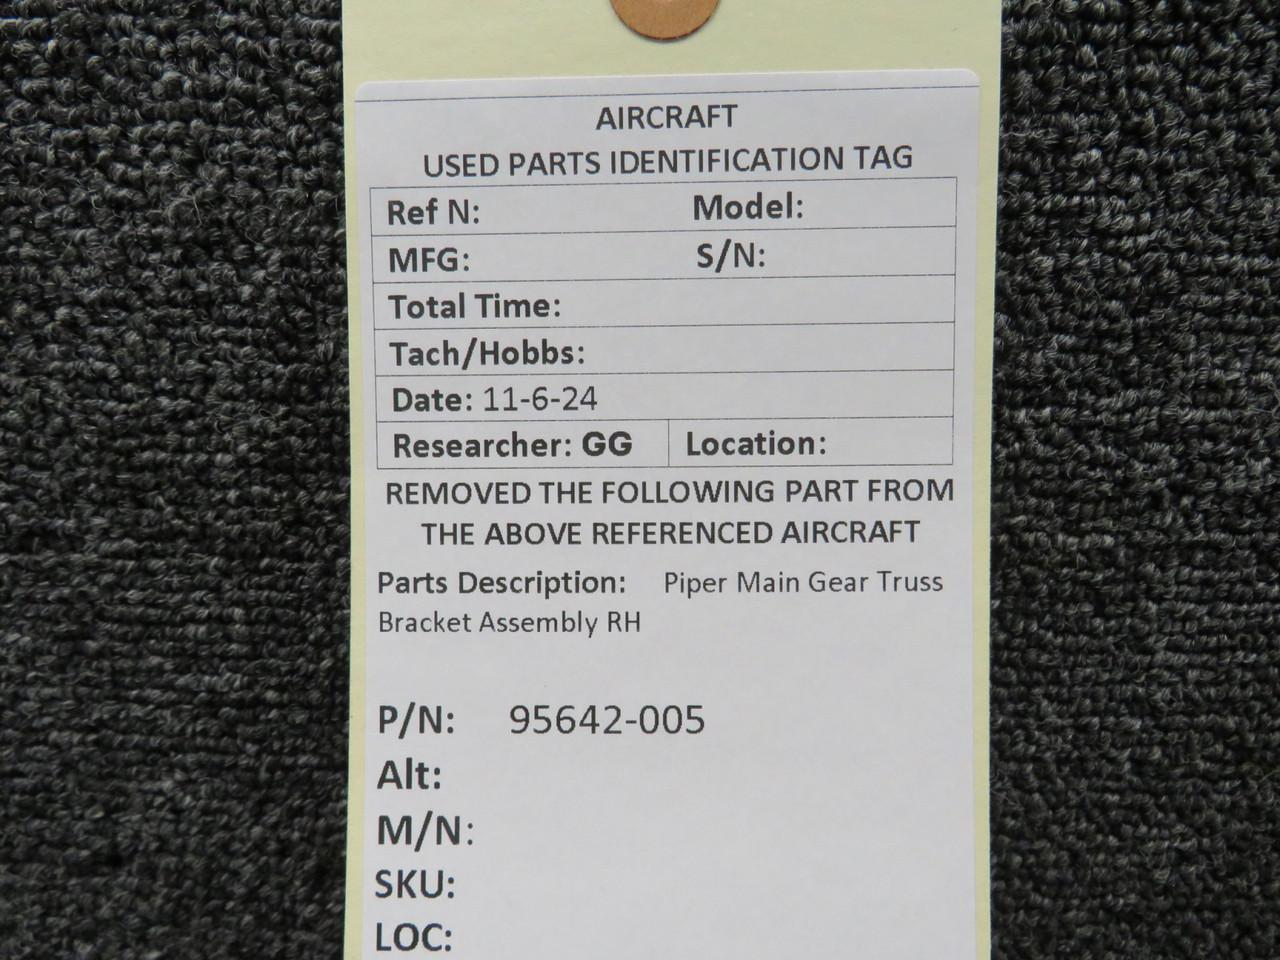 AIRCRAFT
USED PARTS IDENTIFICATION TAG
Ref N: Model:
MFG: S/N:
Total Time:
Tach/Hobbs:
Date: 11-6-24
Researcher: GG Location:
REMOVED THE FOLLOWING PART FROM
THE ABOVE REFERENCED AIRCRAFT
Parts Description: Piper Main Gear Truss
Bracket Assembly RH
P/N: 95642-005
Alt:
M/N:
SKU:
LOC: